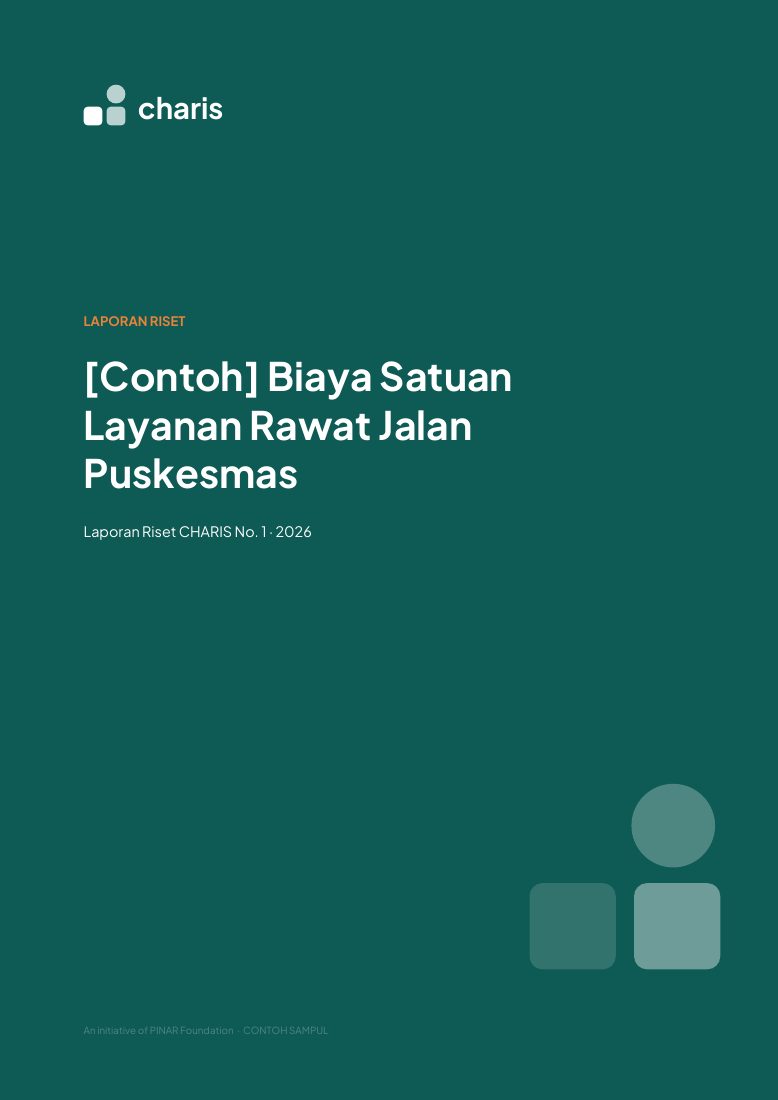 charis
LAPORAN RISET
[Contoh] Biaya Satuan
Layanan Rawat Jalan
Puskesmas
Laporan Riset CHARIS No. 1 · 2026
An initiative of PINAR Foundation · CONTOH SAMPUL